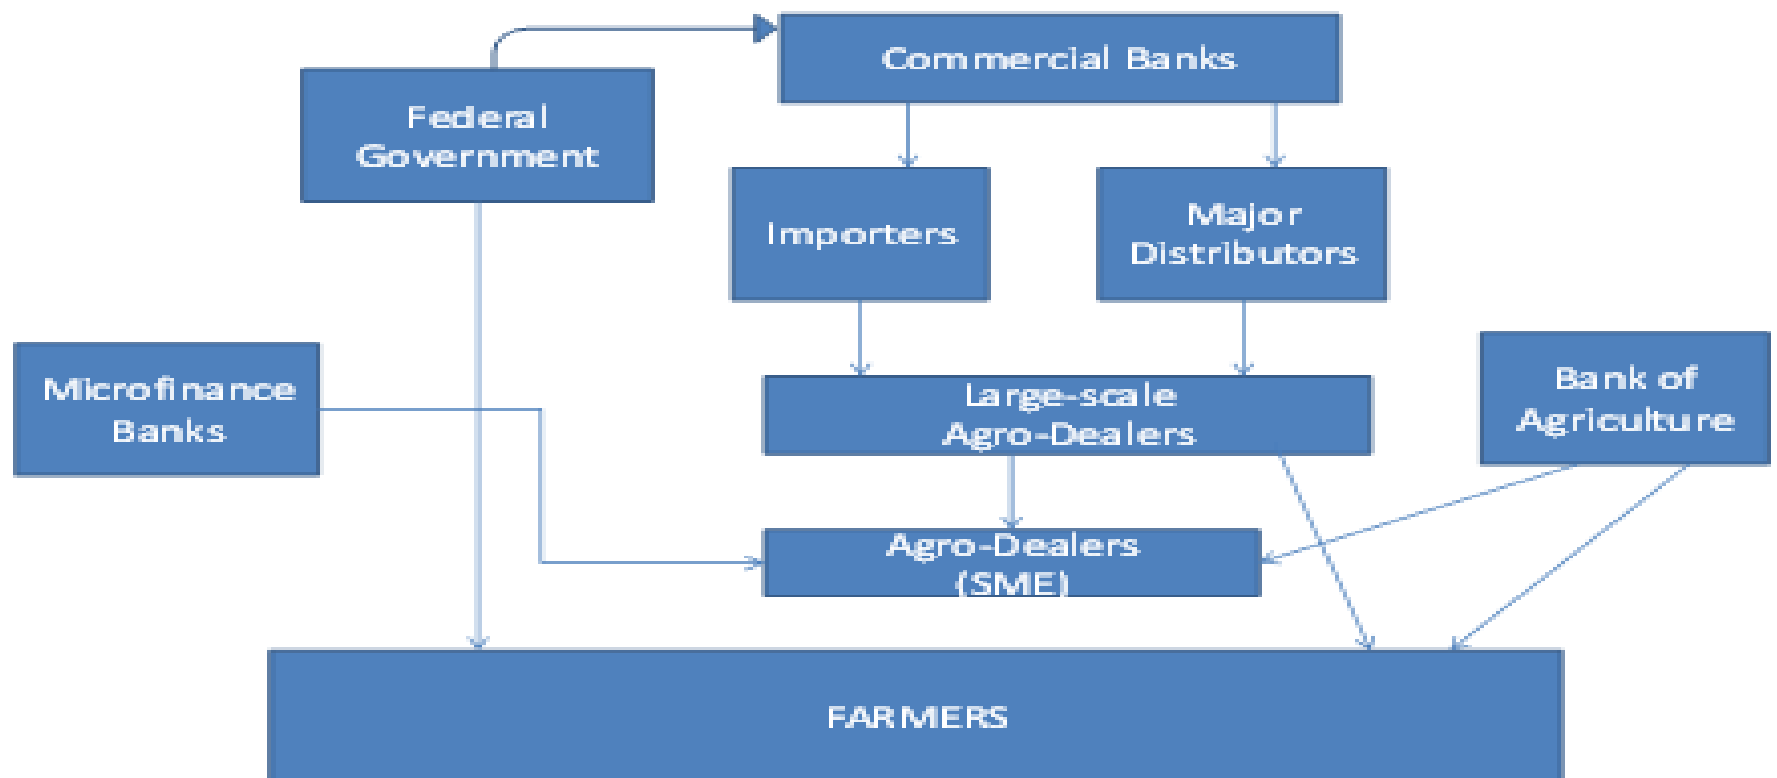 Commercial Banks
Federal
Government
Importers
Major
Distributors
Microfinance
Banks
Large-scale
Agro-Dealers
Bank of
Agriculture
Agro-Dealers
(SME)
FARMERS